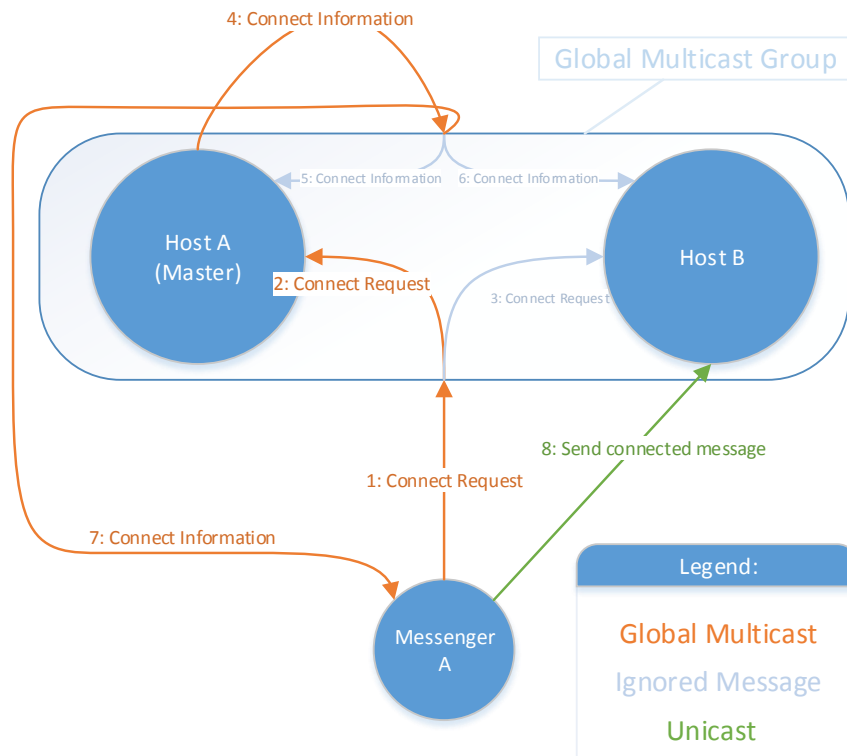 4: Connect Information
Global Multicast Group
5: Connect Information
6: Connect Information
Host A
(Master)
Host B
2: Connect Request
3: Connect Request
8: Send connected message
1: Connect Request
7: Connect Information
Messenger
A
Legend:
Global Multicast
Ignored Message
Unicast